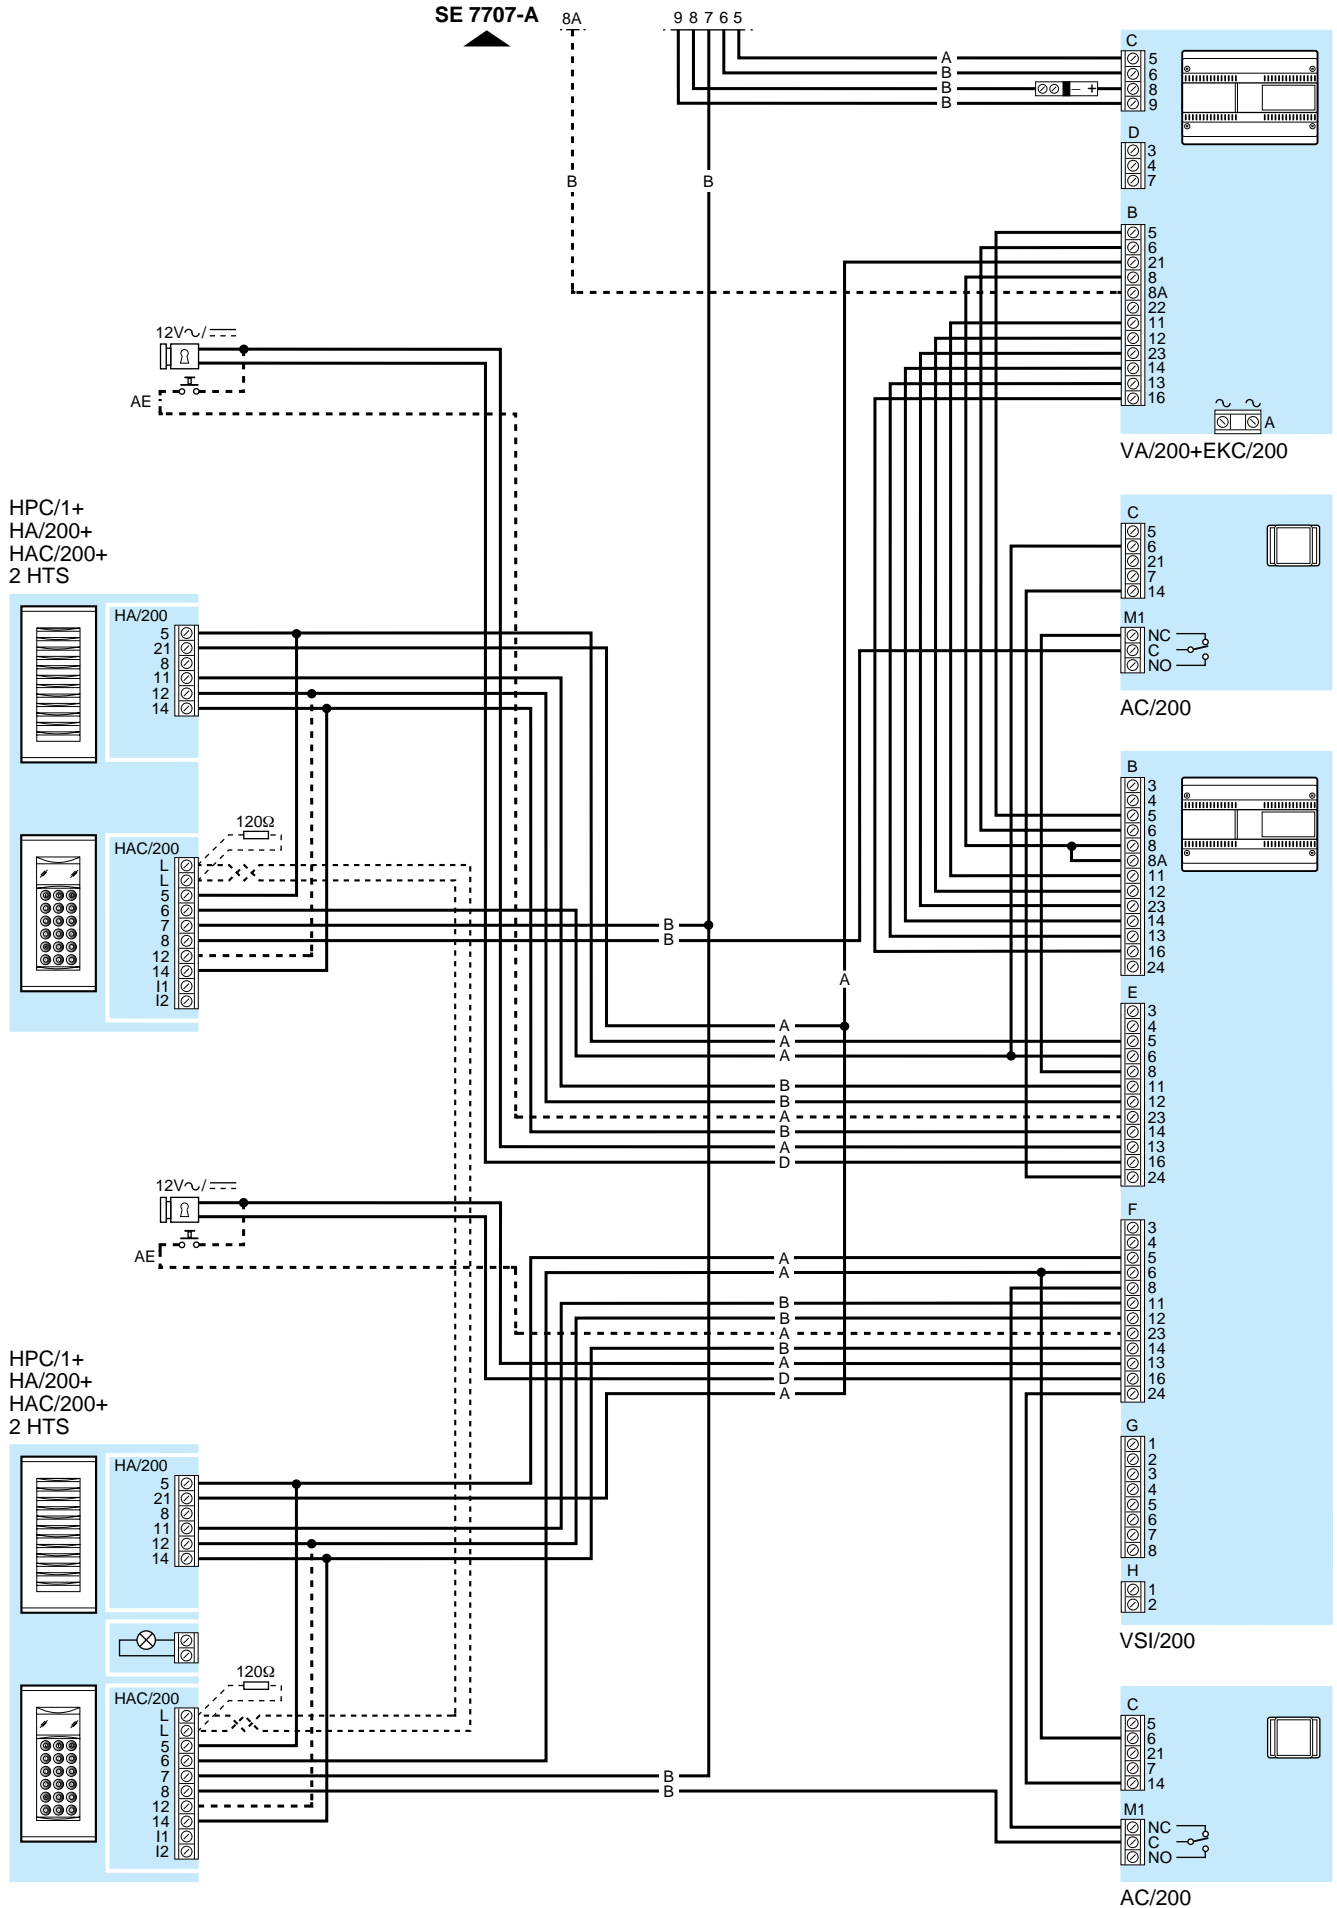 SE 7707-A
8A
9 8 7 6 5
C
A
5
B
6
B
8
B
9
– +
D
3
4
7
B
B
B
5
6
21
8
8A
22
11
12
23
14
13
16
A
VA/200+EKC/200
12V~/
AE
HPC/1+
HA/200+
HAC/200+
2 HTS
C
5
6
21
7
14
M1
NC
C
NO
AC/200
HA/200
5
21
8
11
12
14
120Ω
HAC/200
L
L
5
6
7
8
12
14
I1
I2
B
B
B
3
4
5
6
8
8A
11
12
23
14
13
16
24
A
E
3
4
5
6
8
11
12
23
14
13
16
24
A
A
A
B
B
A
B
A
D
12V~/
AE
F
3
4
5
6
8
11
12
23
14
13
16
24
A
A
B
B
A
B
A
D
A
HPC/1+
HA/200+
HAC/200+
2 HTS
G
1
2
3
4
5
6
7
8
H
1
2
VSI/200
HA/200
5
21
8
11
12
14
120Ω
HAC/200
L
L
5
6
7
8
12
14
I1
I2
B
B
C
5
6
21
7
14
M1
NC
C
NO
AC/200